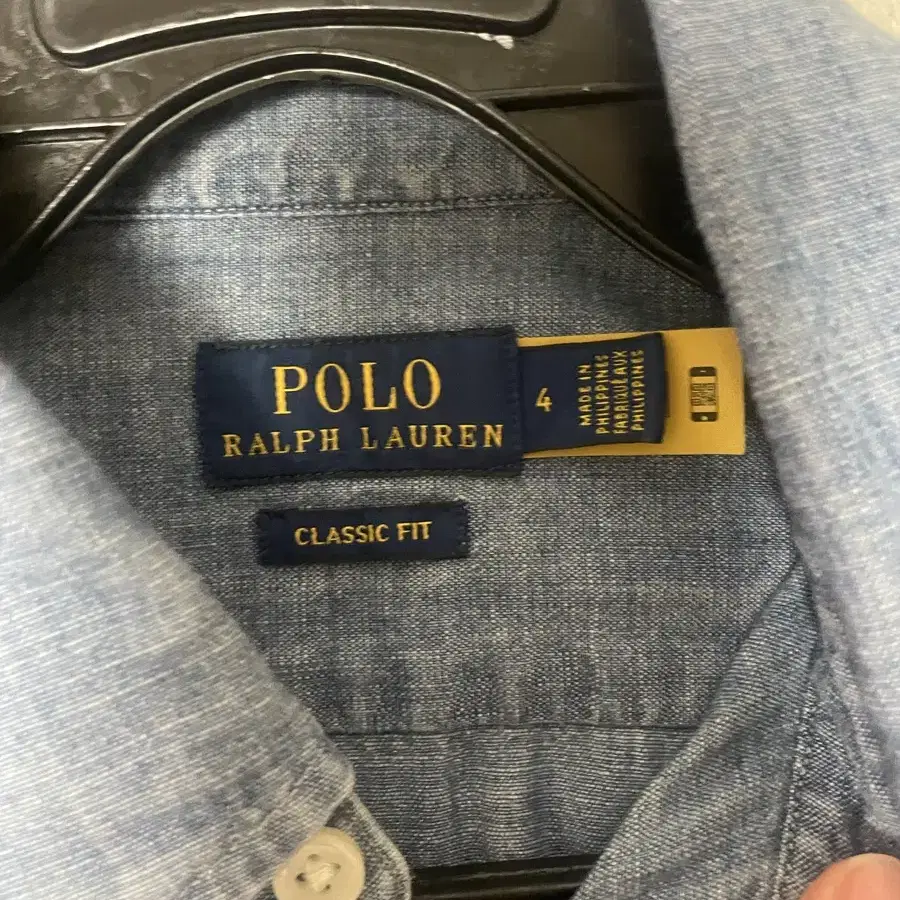 POLO
RALPH LAUREN
4
MADE IN
PHILIPPINES
FABRIQUÉ AUX
PHILIPPINES
CLASSIC FIT